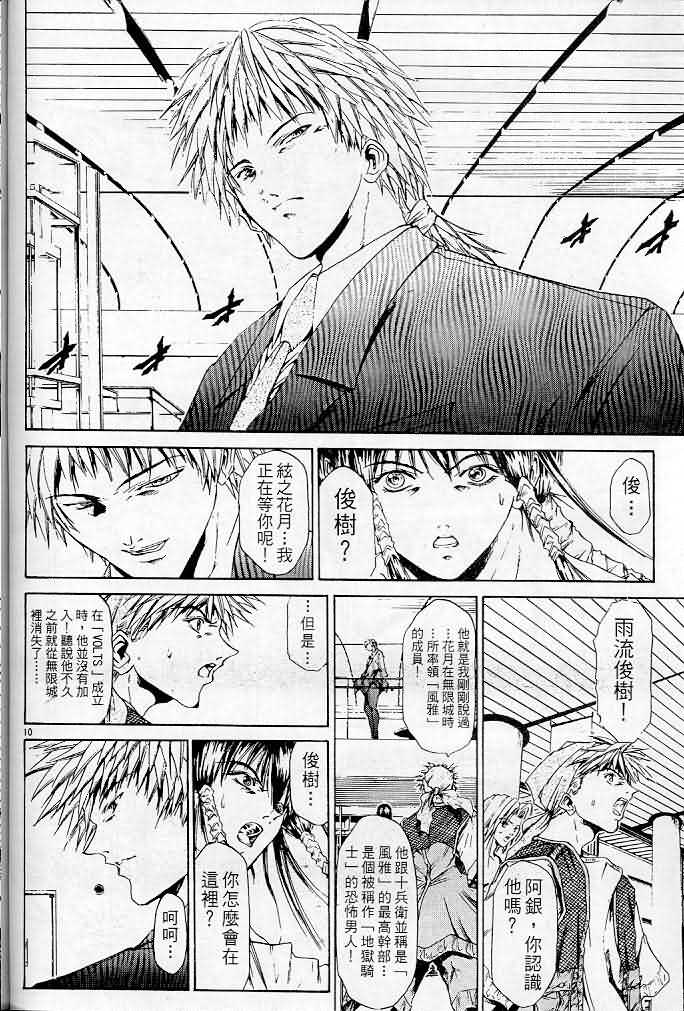 俊…
俊樹？
絃之花月…我
正在等你呢！
雨流俊樹！
阿銀，你認識
他嗎？
他就是我剛剛說過
…花月在無限城時
…所率領「風雅」
的成員！
他跟十兵衛並稱是「
風雅」的最高幹部…
是個被稱作「地獄騎
士」的恐怖男人！
…但是…
在「VOLTS」成立
時，他並沒有加
入！聽說他不久
之前就從無限城
裡消失了……
俊樹…
你怎麼會在
這裡？
呵呵…
10